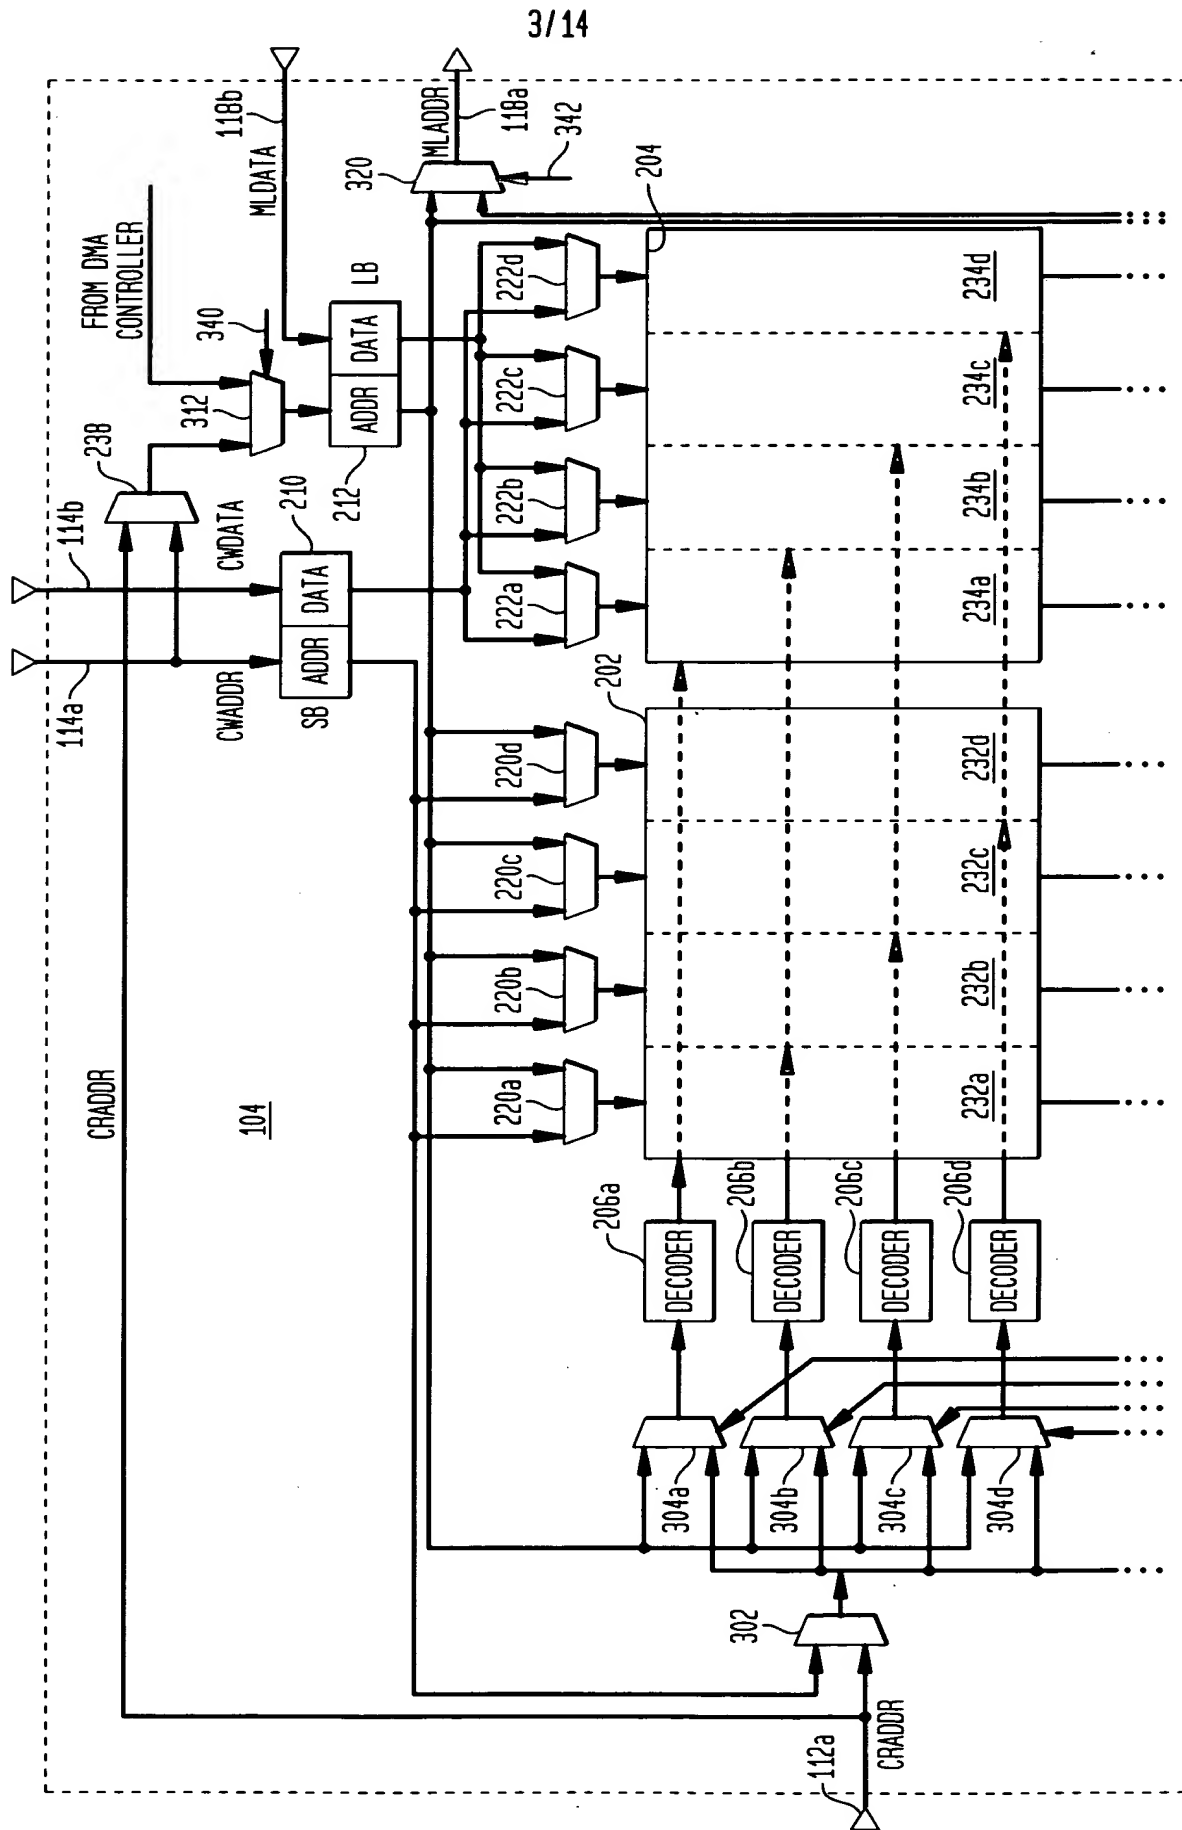 3/14
118b
MLDATA
MLADDR
118a
320
342
FROM DMA
CONTROLLER
340
312
238
LB
DATA
ADDR
212
114b
CWDATA
210
DATA
ADDR
SB
114a
CWADDR
CRADDR
104
204
222d
222c
222b
222a
234d
234c
234b
234a
202
220d
220c
220b
220a
232d
232c
232b
232a
206a
DECODER
206b
DECODER
206c
DECODER
206d
DECODER
304a
304b
304c
304d
302
CRADDR
112a